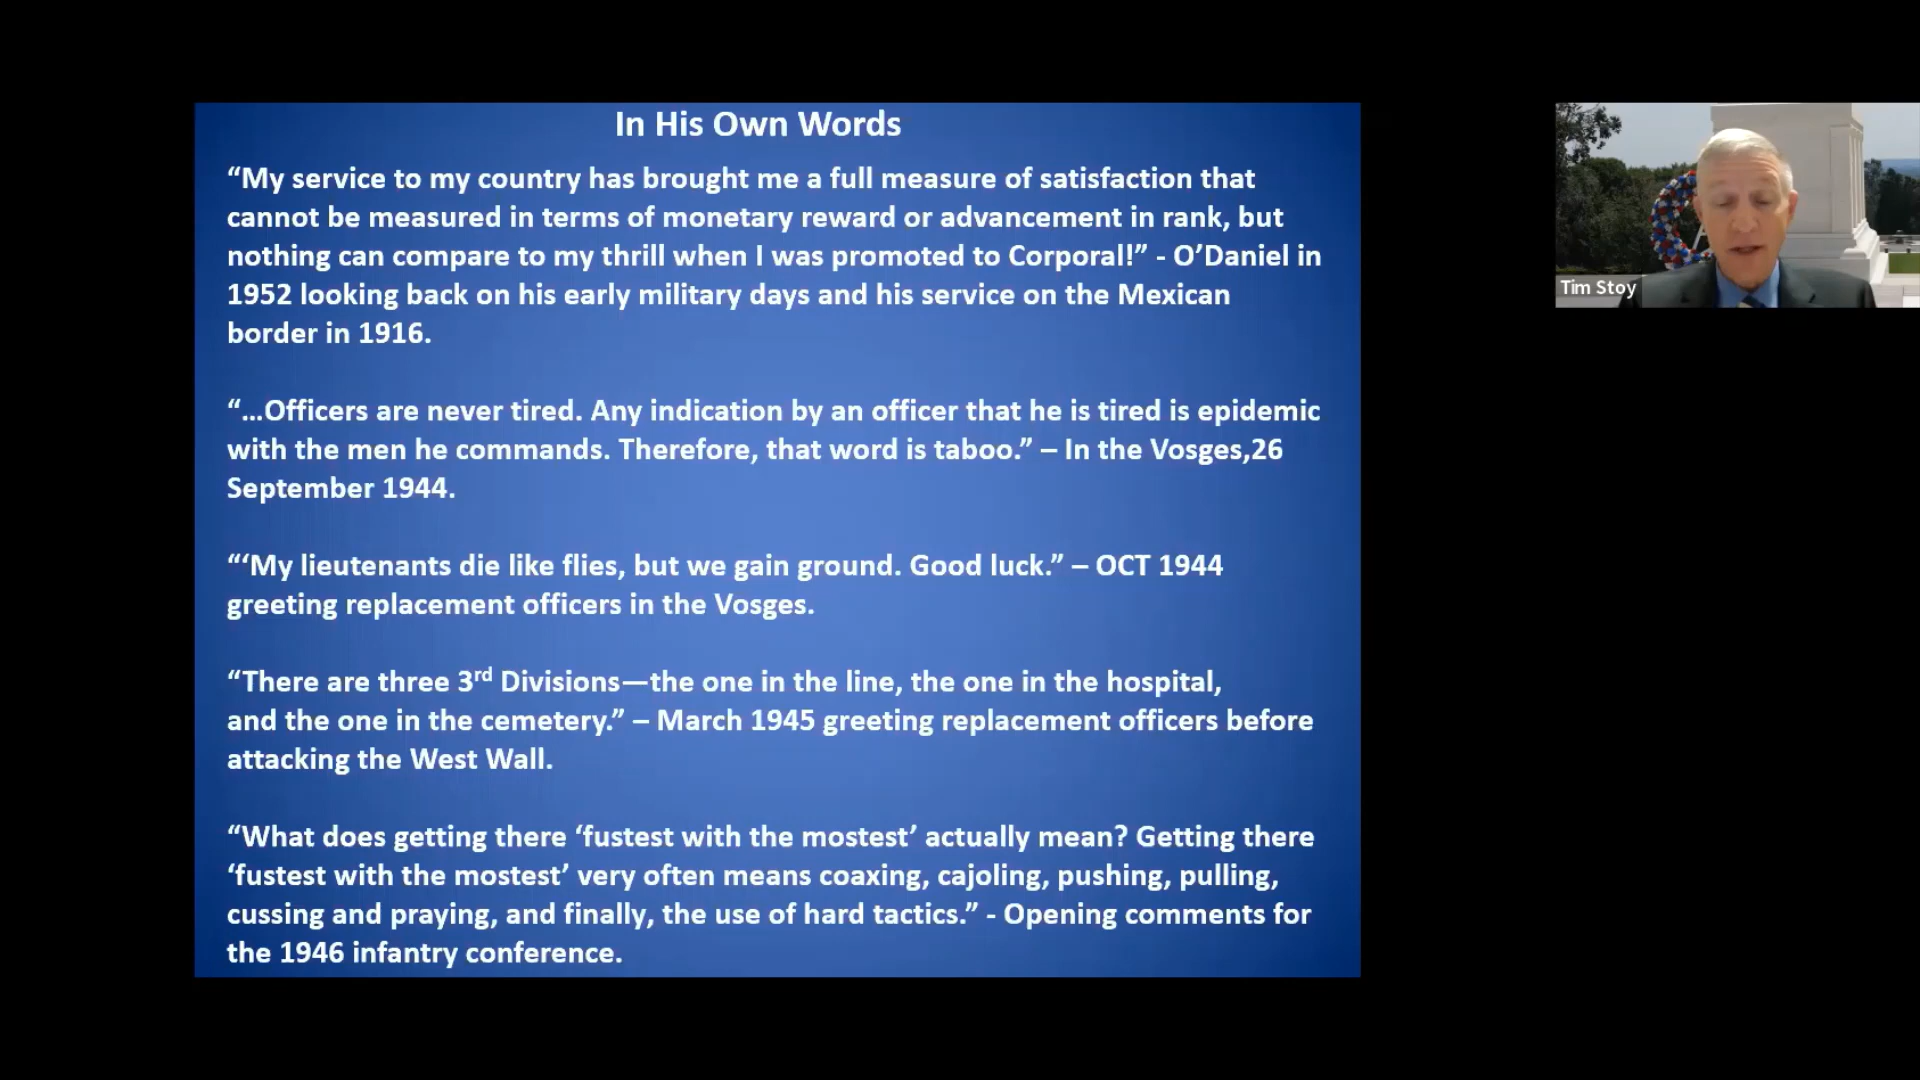 In His Own Words
“My service to my country has brought me a full measure of satisfaction that
cannot be measured in terms of monetary reward or advancement in rank, but
nothing can compare to my thrill when I was promoted to Corporal!” - O’Daniel in
1952 looking back on his early military days and his service on the Mexican
border in 1916.
“…Officers are never tired. Any indication by an officer that he is tired is epidemic
with the men he commands. Therefore, that word is taboo.” – In the Vosges,26
September 1944.
“‘My lieutenants die like flies, but we gain ground. Good luck.” – OCT 1944
greeting replacement officers in the Vosges.
“There are three 3rd Divisions—the one in the line, the one in the hospital,
and the one in the cemetery.” – March 1945 greeting replacement officers before
attacking the West Wall.
“What does getting there ‘fustest with the mostest’ actually mean? Getting there
‘fustest with the mostest’ very often means coaxing, cajoling, pushing, pulling,
cussing and praying, and finally, the use of hard tactics.” - Opening comments for
the 1946 infantry conference.
Tim Stoy